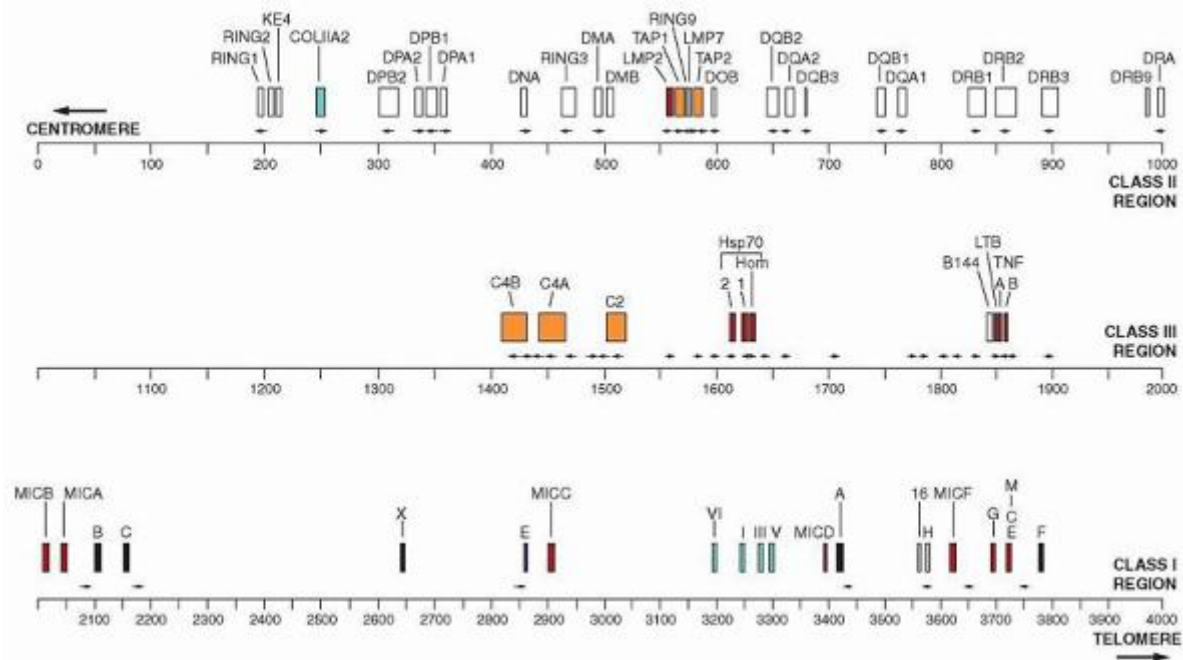 KE4 RING9
RING2 DPB1 DMA TAP1 LMP7 DQB2 DQB1 DRB2 DRA
RING1 COLIIA2 DPA2 DPA1 RING3 LMP2 TAP2 DQA2 DQA1 DRB1 DRB3
DPB2 DNA DMB DOB DQB3 DRB9
CENTROMERE
0 100 200 300 400 500 600 700 800 900 1000
CLASS II
REGION
Hsp70 LTB
Hom B144 TNF
C4B C4A 2 1 A B
C2
CLASS III
REGION
1100 1200 1300 1400 1500 1600 1700 1800 1900 2000
M
MICB MICA MICC A 16 MICF I
X VI G C
B C E I III V MICD H E F
CLASS I
REGION
2100 2200 2300 2400 2500 2600 2700 2800 2900 3000 3100 3200 3300 3400 3500 3600 3700 3800 3900 4000
TELOMERE